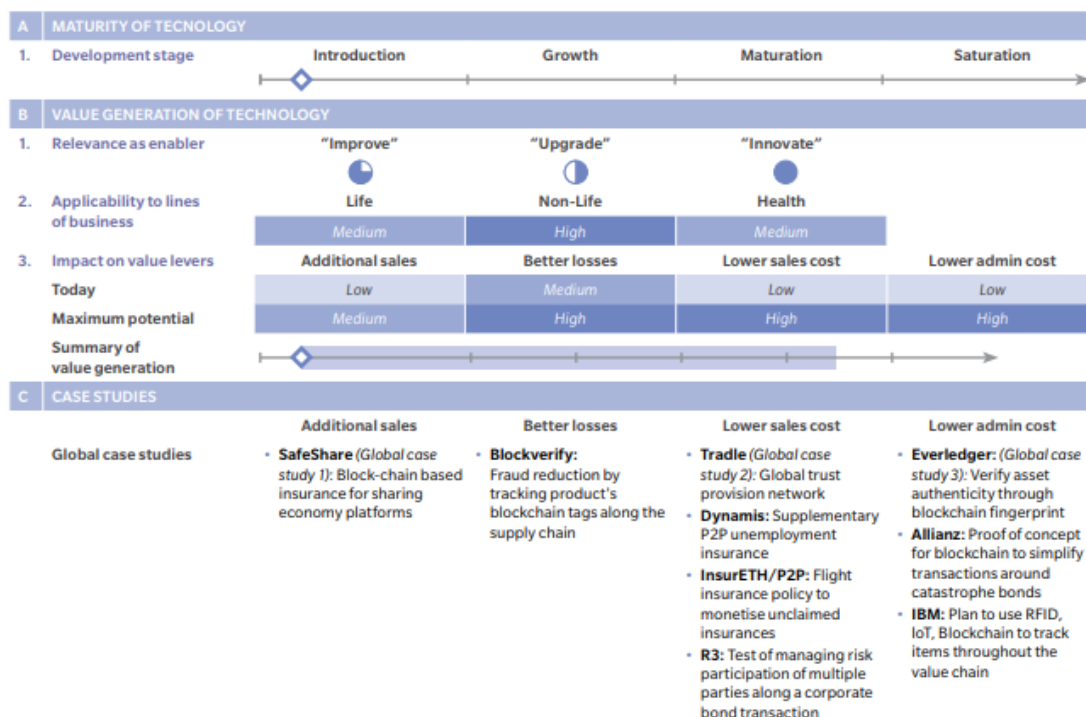 A MATURITY OF TECNOLOGY
1. Development stage Introduction Growth Maturation Saturation
B VALUE GENERATION OF TECHNOLOGY
1. Relevance as enabler "Improve" "Upgrade" "Innovate"
2. Applicability to lines of business
Life Non-Life Health
Medium High Medium
3. Impact on value levers Additional sales Better losses Lower sales cost Lower admin cost
Today Low Medium Low Low
Maximum potential Medium High High High
Summary of
value generation
C CASE STUDIES
Additional sales Better losses Lower sales cost Lower admin cost
Global case studies
• SafeShare (Global case
study 1): Block-chain based
insurance for sharing
economy platforms
• Blockverify:
Fraud reduction by
tracking product's
blockchain tags along the
supply chain
• Tradle (Global case
study 2): Global trust
provision network
• Dynamis: Supplementary
P2P unemployment
insurance
• InsurETH/P2P: Flight
insurance policy to
monetise unclaimed
insurances
• R3: Test of managing risk
participation of multiple
parties along a corporate
bond transaction
• Everledger: (Global case
study 3): Verify asset
authenticity through
blockchain fingerprint
• Allianz: Proof of concept
for blockchain to simplify
transactions around
catastrophe bonds
• IBM: Plan to use RFID,
IoT, Blockchain to track
items throughout the
value chain